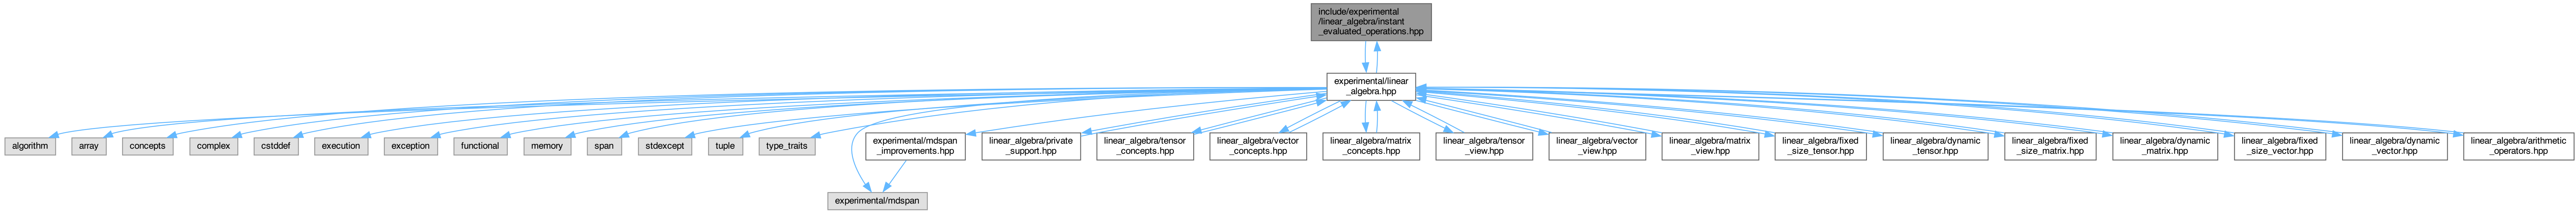 include/experimental
/linear_algebra/instant
_evaluated_operations.hpp
experimental/linear
_algebra.hpp
algorithm
array
concepts
complex
cstddef
execution
exception
functional
memory
span
stdexcept
tuple
type_traits
experimental/mdspan
_improvements.hpp
linear_algebra/private
_support.hpp
linear_algebra/tensor
_concepts.hpp
linear_algebra/vector
_concepts.hpp
linear_algebra/matrix
_concepts.hpp
linear_algebra/tensor
_view.hpp
linear_algebra/vector
_view.hpp
linear_algebra/matrix
_view.hpp
linear_algebra/fixed
_size_tensor.hpp
linear_algebra/dynamic
_tensor.hpp
linear_algebra/fixed
_size_matrix.hpp
linear_algebra/dynamic
_matrix.hpp
linear_algebra/fixed
_size_vector.hpp
linear_algebra/dynamic
_vector.hpp
linear_algebra/arithmetic
_operators.hpp
experimental/mdspan